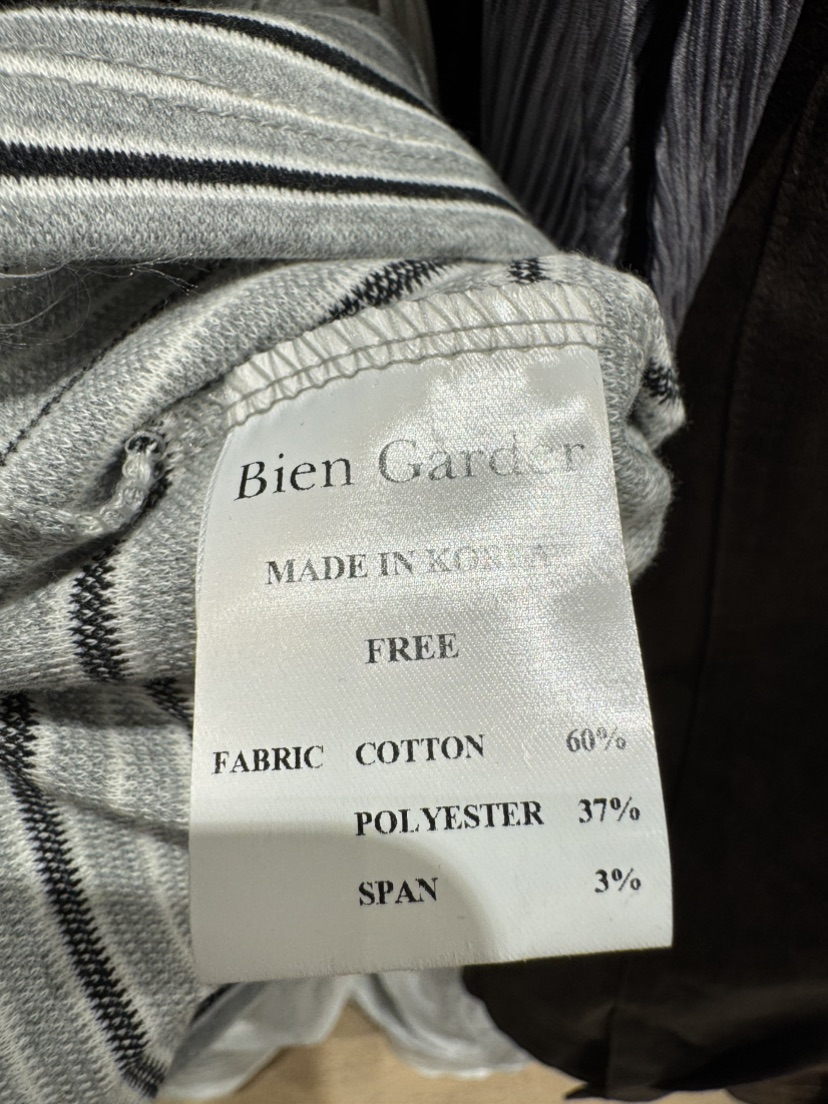 Bien Garder
MADE IN KOREA
FREE
FABRIC COTTON 60%
POLYESTER 37%
SPAN 3%